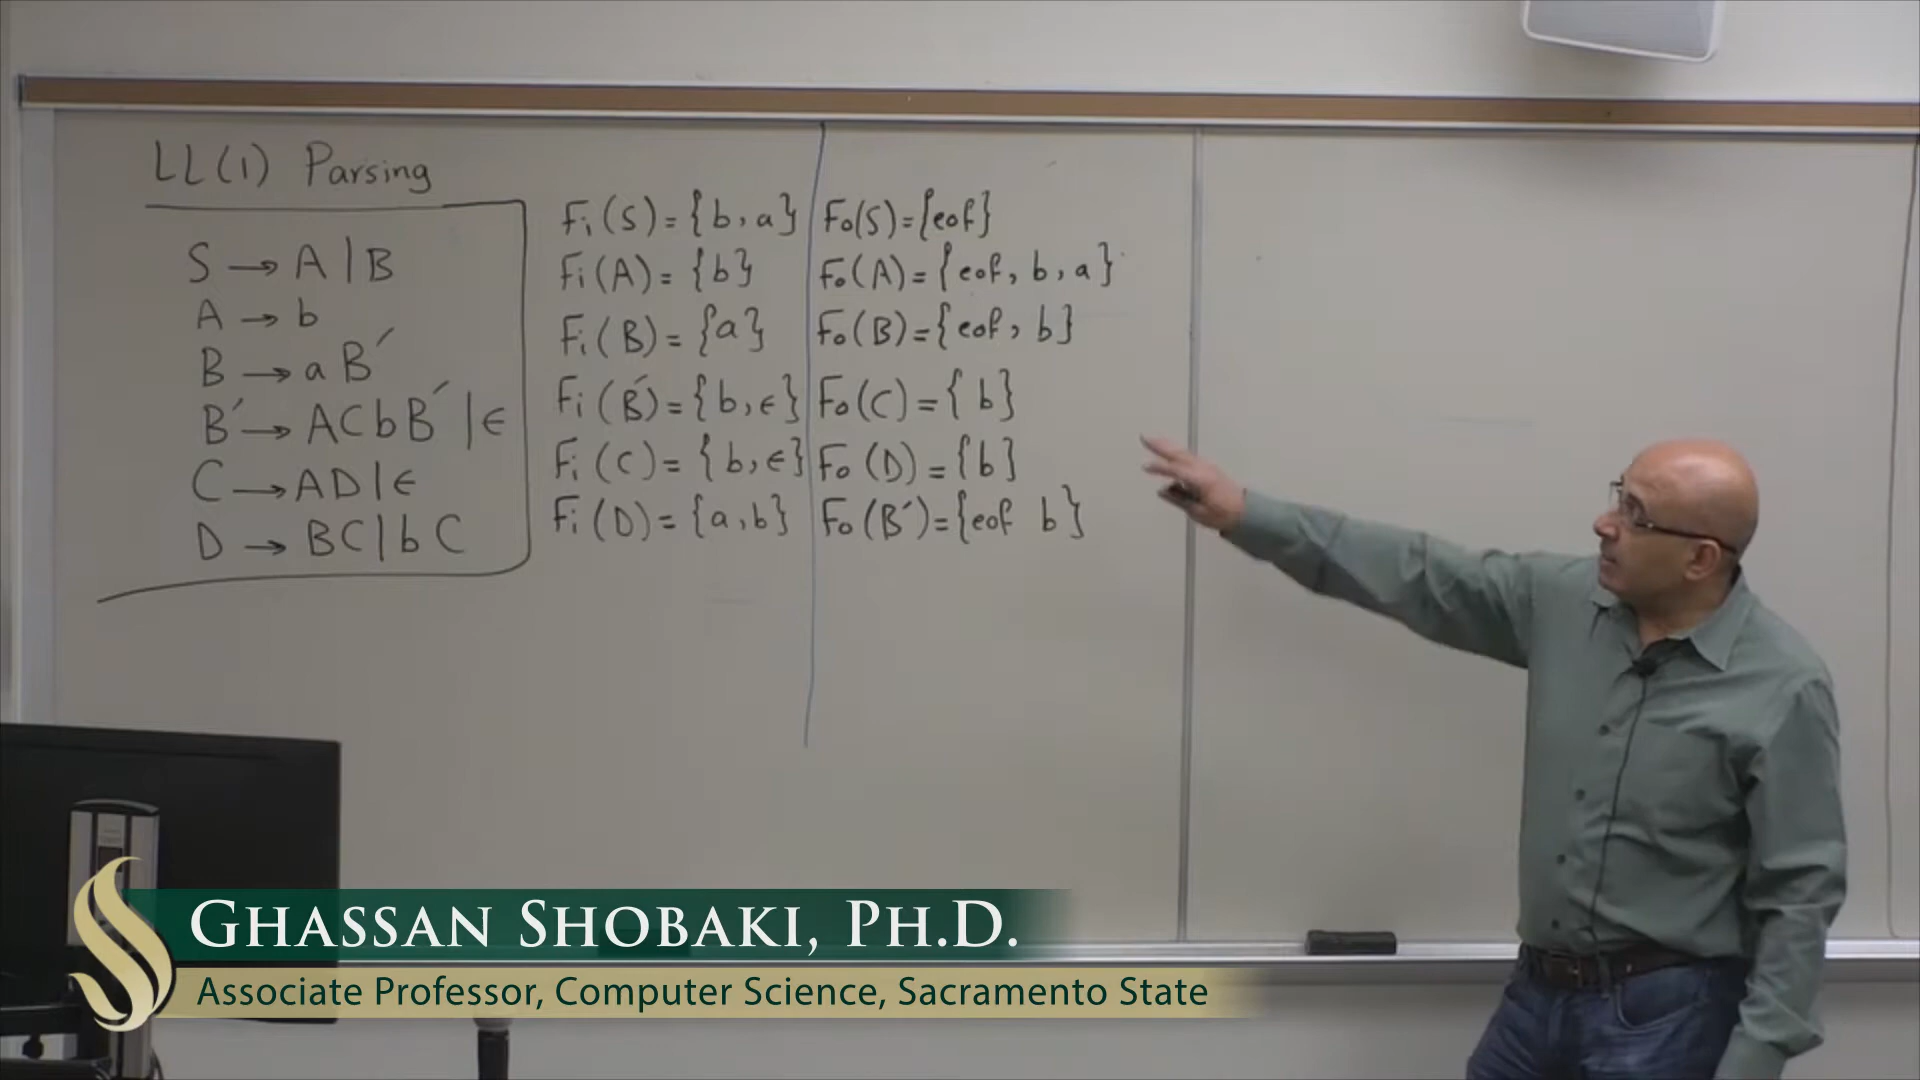 LL(1) Parsing
S → A | B
A → b
B → a B′
B′ → A C b B′ | ϵ
C → A D | ϵ
D → B C | b C
Fi(S) = {b, a}
Fi(A) = {b}
Fi(B) = {a}
Fi(B′) = {b, ϵ}
Fi(C) = {b, ϵ}
Fi(D) = {a, b}
Fo(S) = {eof}
Fo(A) = {eof, b, a}
Fo(B) = {eof, b}
Fo(C) = {b}
Fo(D) = {b}
Fo(B′) = {eof b}
GHASSAN SHOBAKI, PH.D.
Associate Professor, Computer Science, Sacramento State